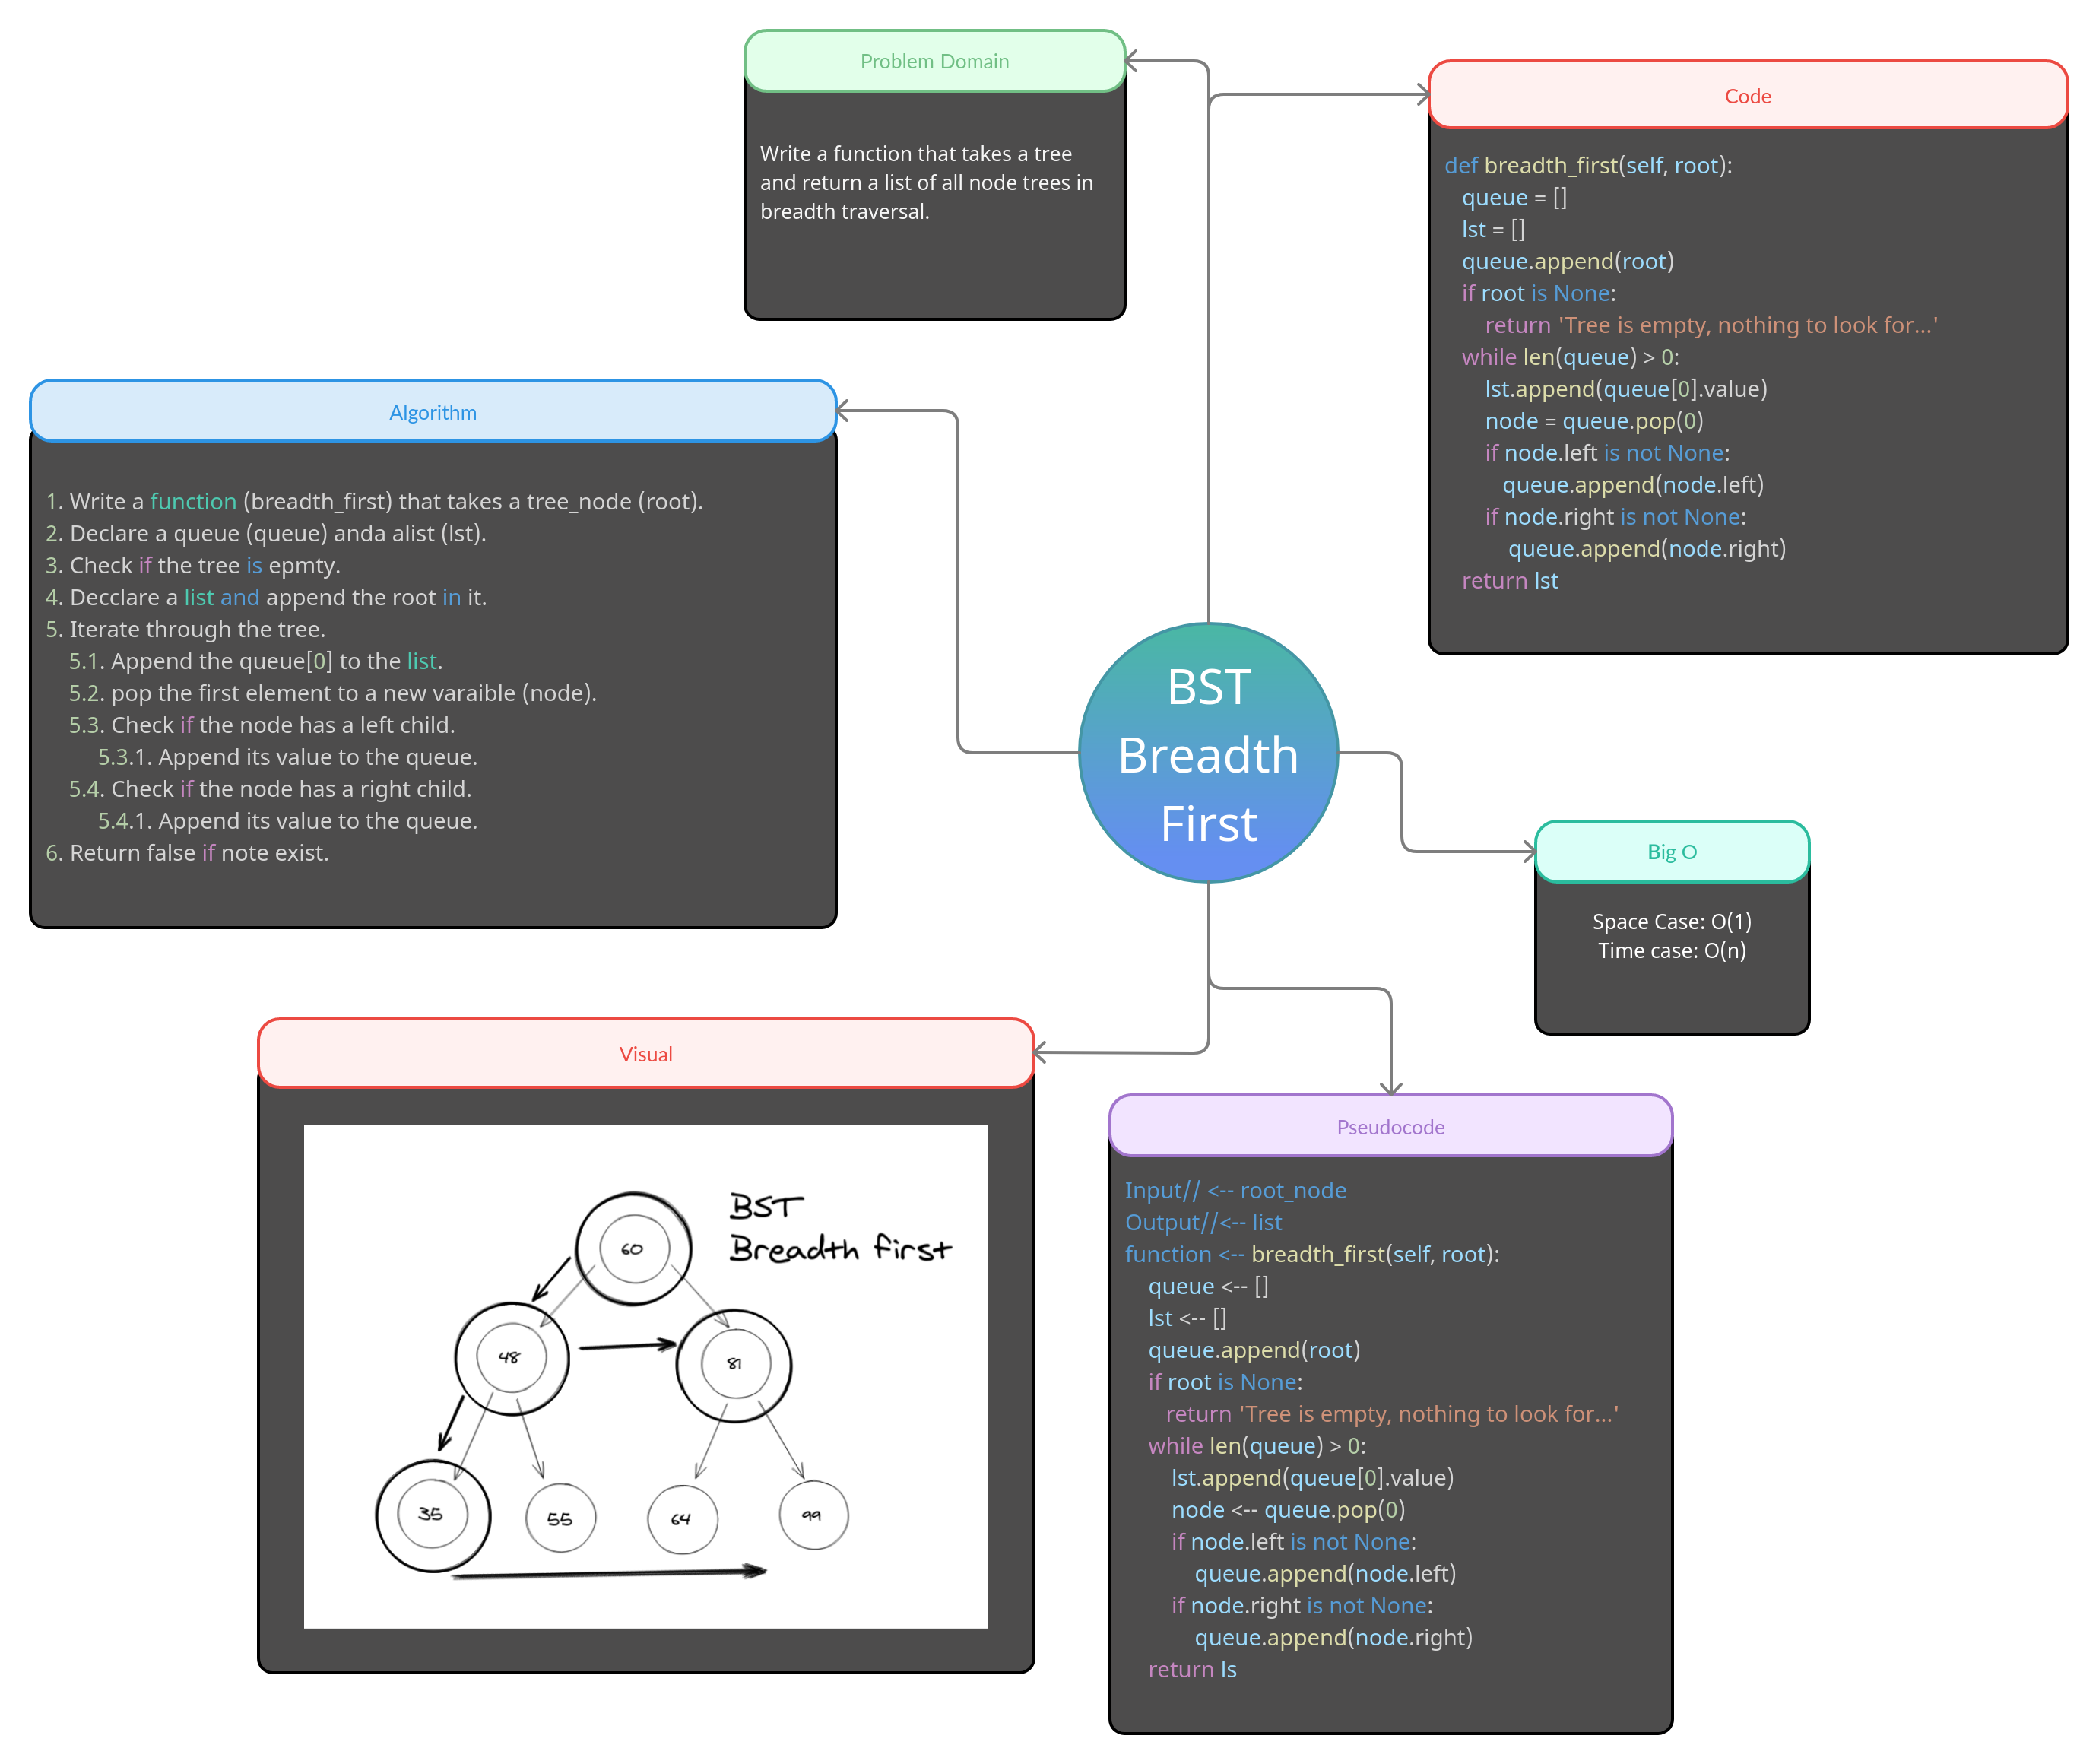 Problem Domain
Write a function that takes a tree
and return a list of all node trees in
breadth traversal.
Code
def breadth_first(self, root):
queue = []
lst = []
queue.append(root)
if root is None:
return 'Tree is empty, nothing to look for...'
while len(queue) > 0:
lst.append(queue[0].value)
node = queue.pop(0)
if node.left is not None:
queue.append(node.left)
if node.right is not None:
queue.append(node.right)
return lst
Algorithm
1. Write a function (breadth_first) that takes a tree_node (root).
2. Declare a queue (queue) anda alist (lst).
3. Check if the tree is epmty.
4. Decclare a list and append the root in it.
5. Iterate through the tree.
5.1. Append the queue[0] to the list.
5.2. pop the first element to a new varaible (node).
5.3. Check if the node has a left child.
5.3.1. Append its value to the queue.
5.4. Check if the node has a right child.
5.4.1. Append its value to the queue.
6. Return false if note exist.
BST
Breadth
First
Big O
Space Case: O(1)
Time case: O(n)
Visual
BST
Breadth first
60
48
81
35
55
64
99
Pseudocode
Input// <-- root_node
Output//<-- list
function <-- breadth_first(self, root):
queue <-- []
lst <-- []
queue.append(root)
if root is None:
return 'Tree is empty, nothing to look for...'
while len(queue) > 0:
lst.append(queue[0].value)
node <-- queue.pop(0)
if node.left is not None:
queue.append(node.left)
if node.right is not None:
queue.append(node.right)
return ls